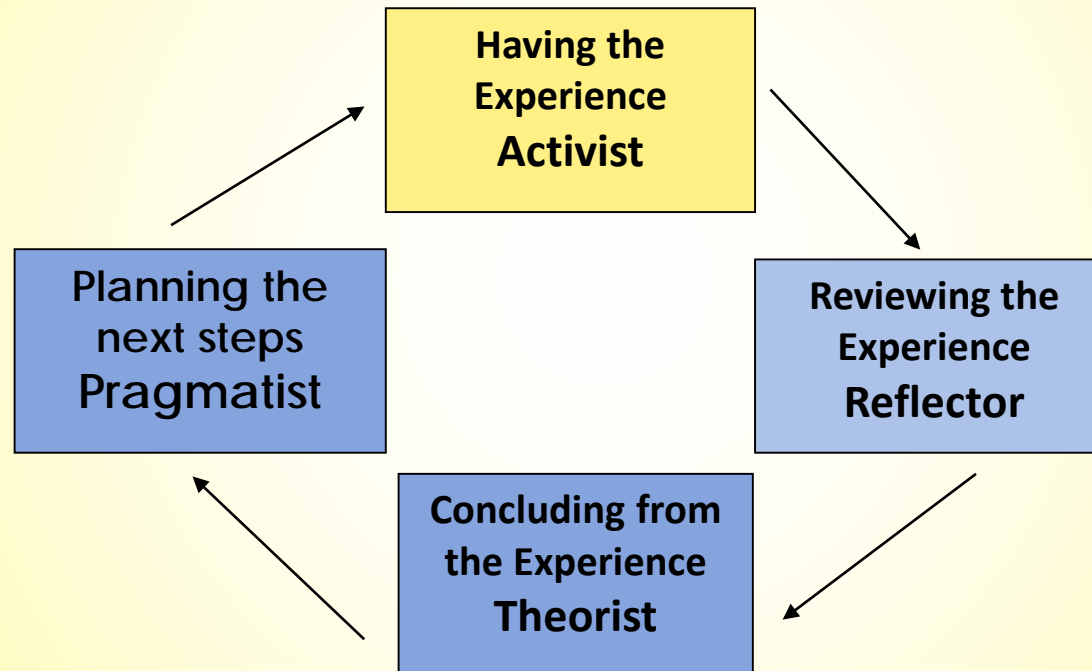 Having the
Experience
Activist
Planning the
next steps
Pragmatist
Reviewing the
Experience
Reflector
Concluding from
the Experience
Theorist